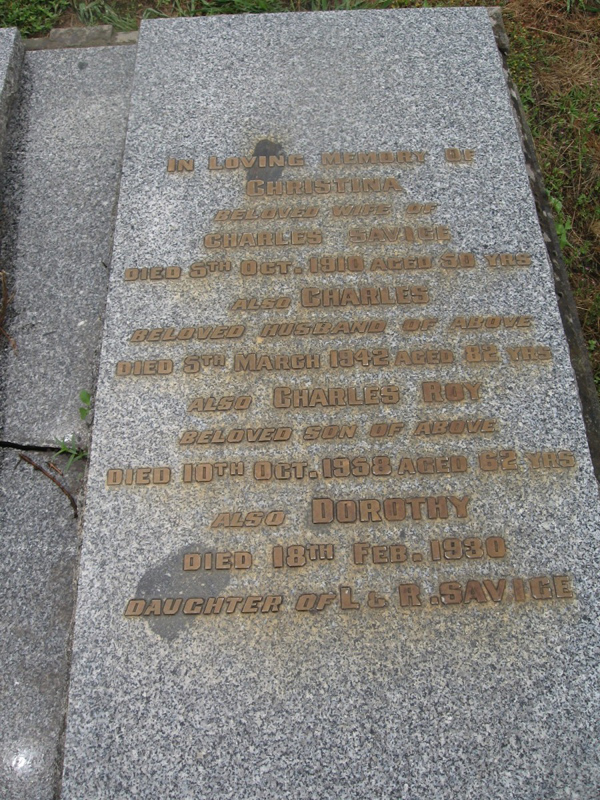 IN LOVING MEMORY OF
CHRISTINA
BELOVED WIFE OF
CHARLES SAVIGE
DIED 5TH OCT. 1910 AGED 50 YRS
ALSO CHARLES
BELOVED HUSBAND OF ABOVE
DIED 5TH MARCH 1942 AGED 82 YRS
ALSO CHARLES ROY
BELOVED SON OF ABOVE
DIED 10TH OCT. 1958 AGED 62 YRS
ALSO DOROTHY
DIED 18TH FEB. 1930
DAUGHTER OF L & R. SAVIGE